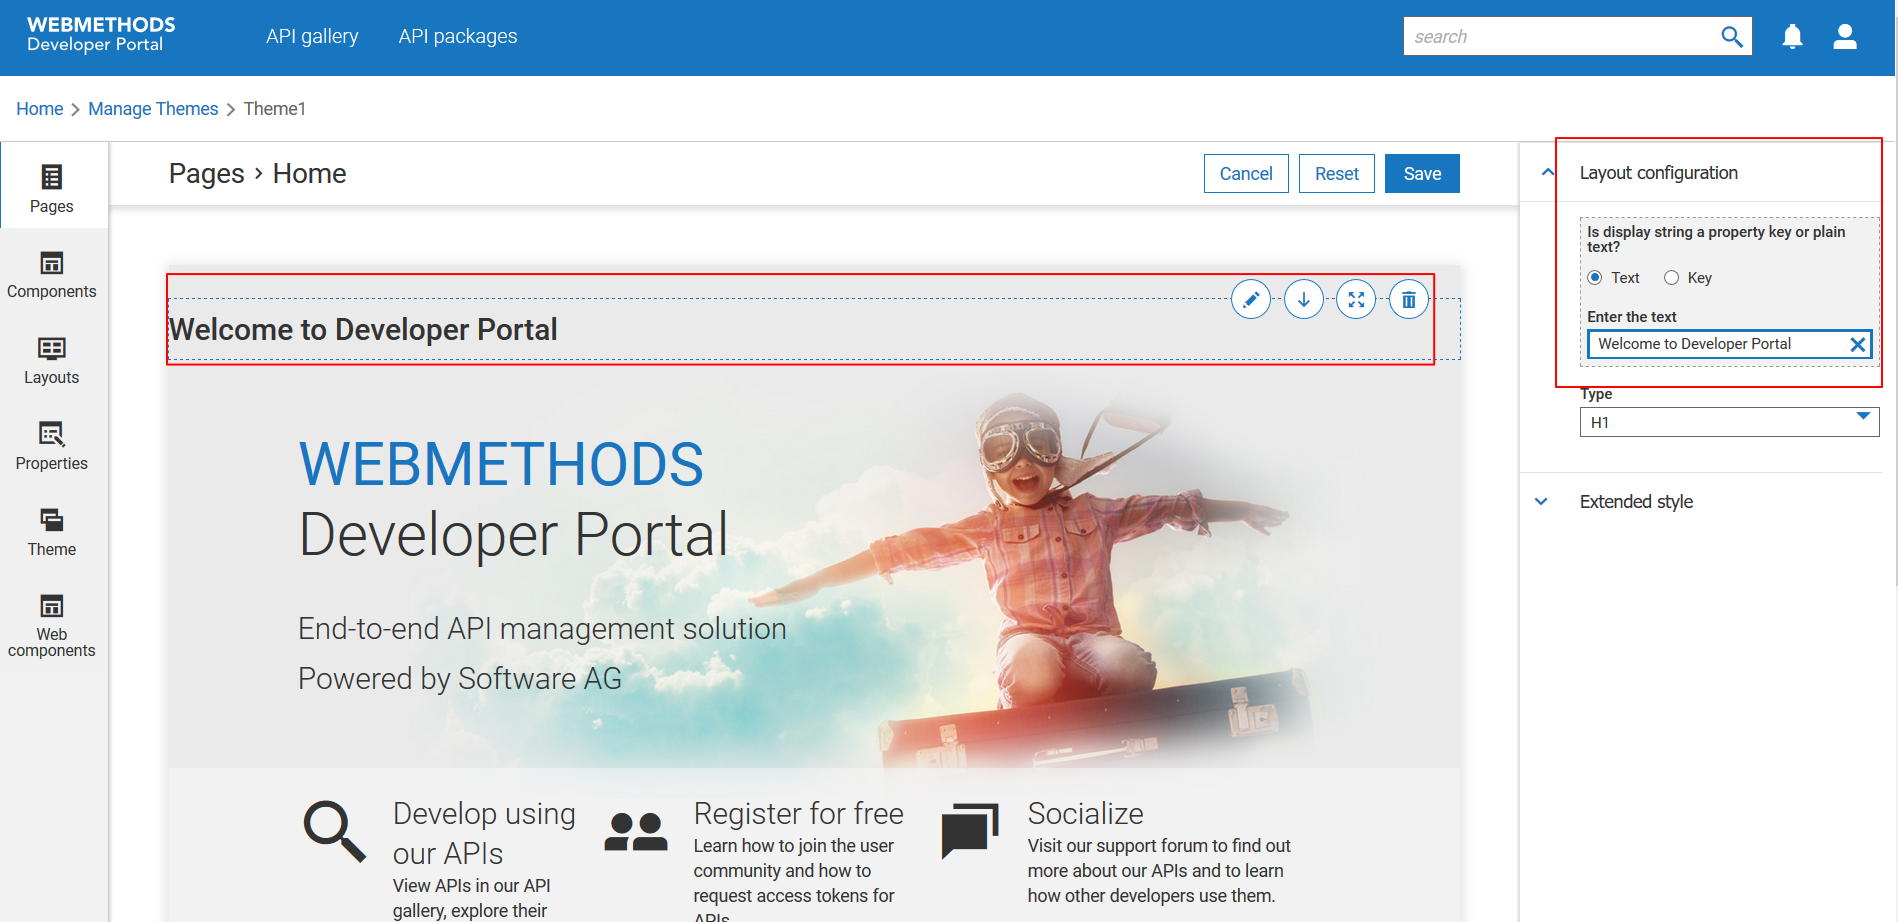 WEBMETHODS
Developer Portal
API gallery
API packages
search
Home
Manage Themes
Theme1
Pages
Components
Layouts
Properties
Theme
Web
components
Pages › Home
Cancel
Reset
Save
Welcome to Developer Portal
WEBMETHODS
Developer Portal
End-to-end API management solution
Powered by Software AG
Develop using
our APIs
View APIs in our API
gallery, explore their
Register for free
Learn how to join the user
community and how to
request access tokens for
APIs
Socialize
Visit our support forum to find out
more about our APIs and to learn
how other developers use them.
Layout configuration
Is display string a property key or plain
text?
Text
Key
Enter the text
Welcome to Developer Portal
Type
H1
Extended style